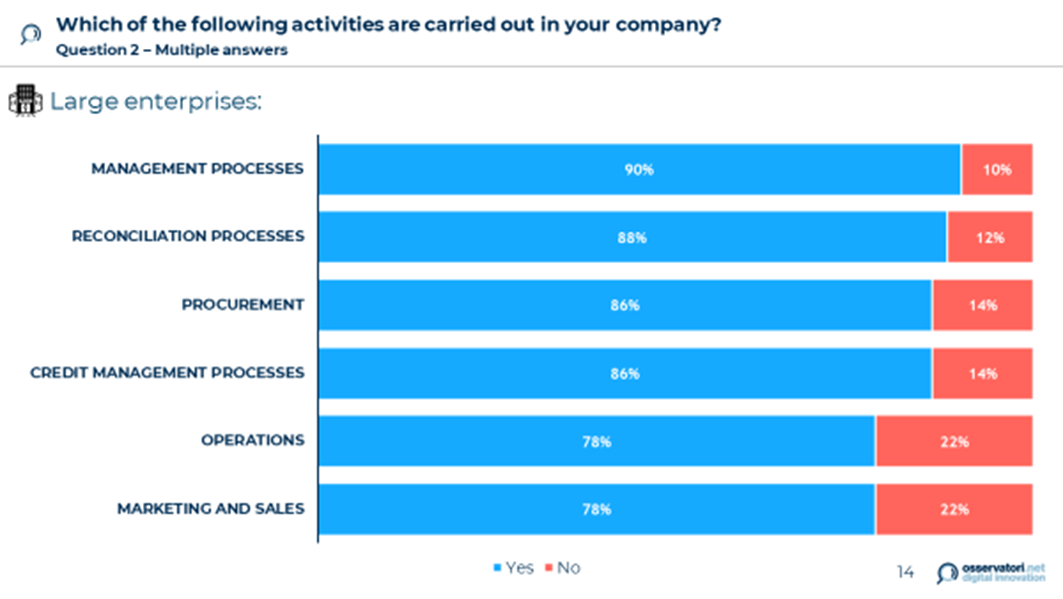 Which of the following activities are carried out in your company?
Question 2 – Multiple answers
Large enterprises:
MANAGEMENT PROCESSES 90% 10%
RECONCILIATION PROCESSES 88% 12%
PROCUREMENT 86% 14%
CREDIT MANAGEMENT PROCESSES 86% 14%
OPERATIONS 78% 22%
MARKETING AND SALES 78% 22%
Yes No
14
osservatori.net
digital innovation